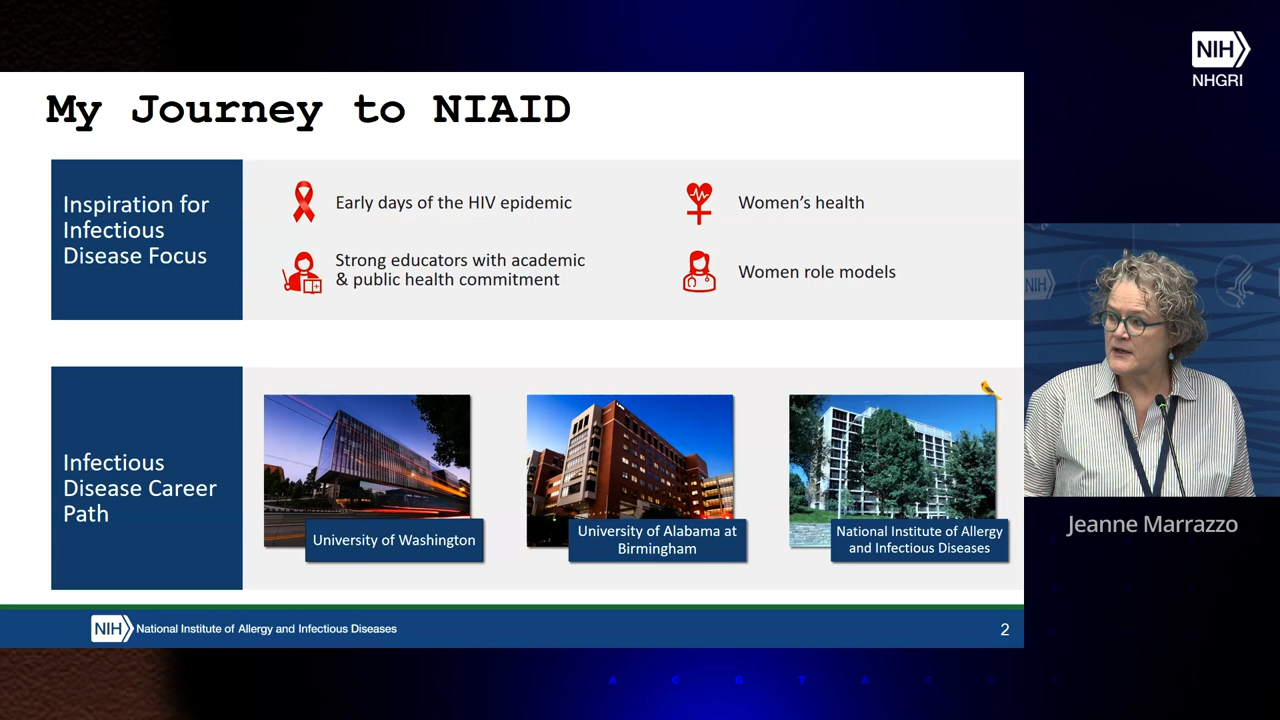 NIH
NHGRI
My Journey to NIAID
Inspiration for
Infectious
Disease Focus
Early days of the HIV epidemic
Women's health
Strong educators with academic
& public health commitment
Women role models
NIH
Infectious
Disease Career
Path
University of Washington
University of Alabama at
Birmingham
National Institute of Allergy
and Infectious Diseases
Jeanne Marrazzo
NIH National Institute of Allergy and Infectious Diseases
2
A C G T A C